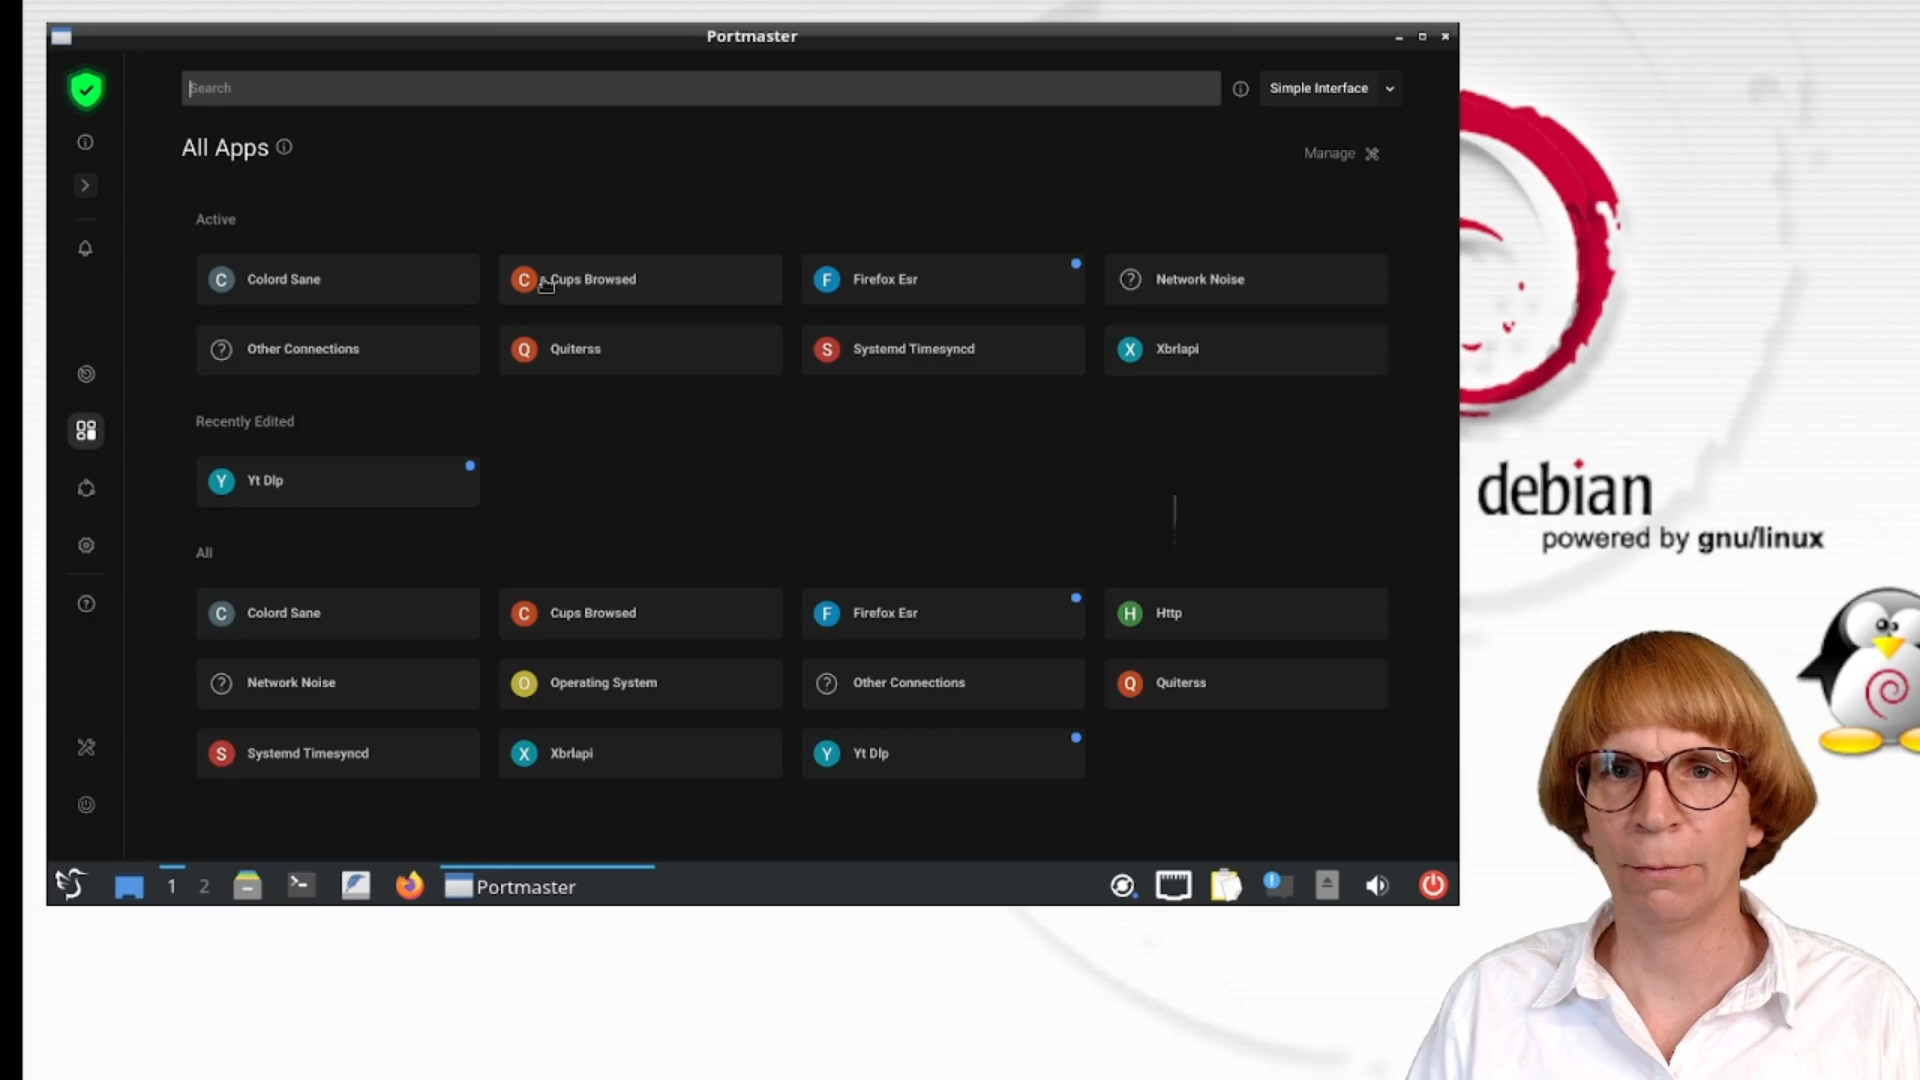 Portmaster
Search
Simple Interface
All Apps
Manage
Active
C Colord Sane
C Cups Browsed
F Firefox Esr
? Network Noise
? Other Connections
Q Quiterss
S Systemd Timesyncd
X Xbrlapi
Recently Edited
Y Yt Dlp
All
C Colord Sane
C Cups Browsed
F Firefox Esr
H Http
? Network Noise
O Operating System
? Other Connections
Q Quiterss
S Systemd Timesyncd
X Xbrlapi
Y Yt Dlp
1 2 Portmaster
debian
powered by gnu/linux